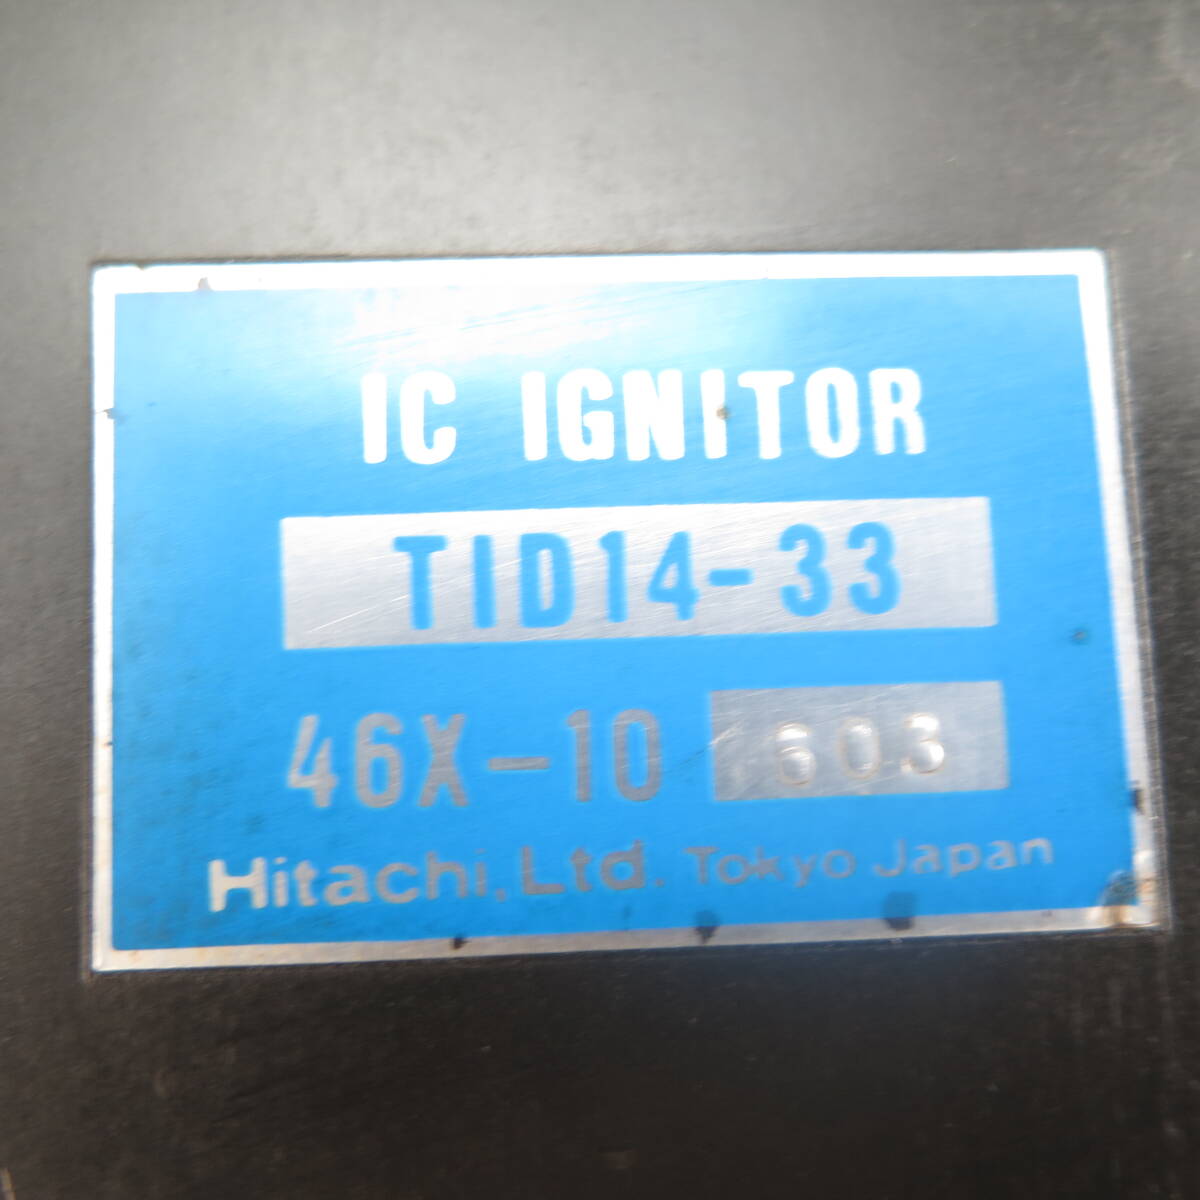 IC IGNITOR
TID14-33
46X-10 603
Hitachi, Ltd. Tokyo Japan